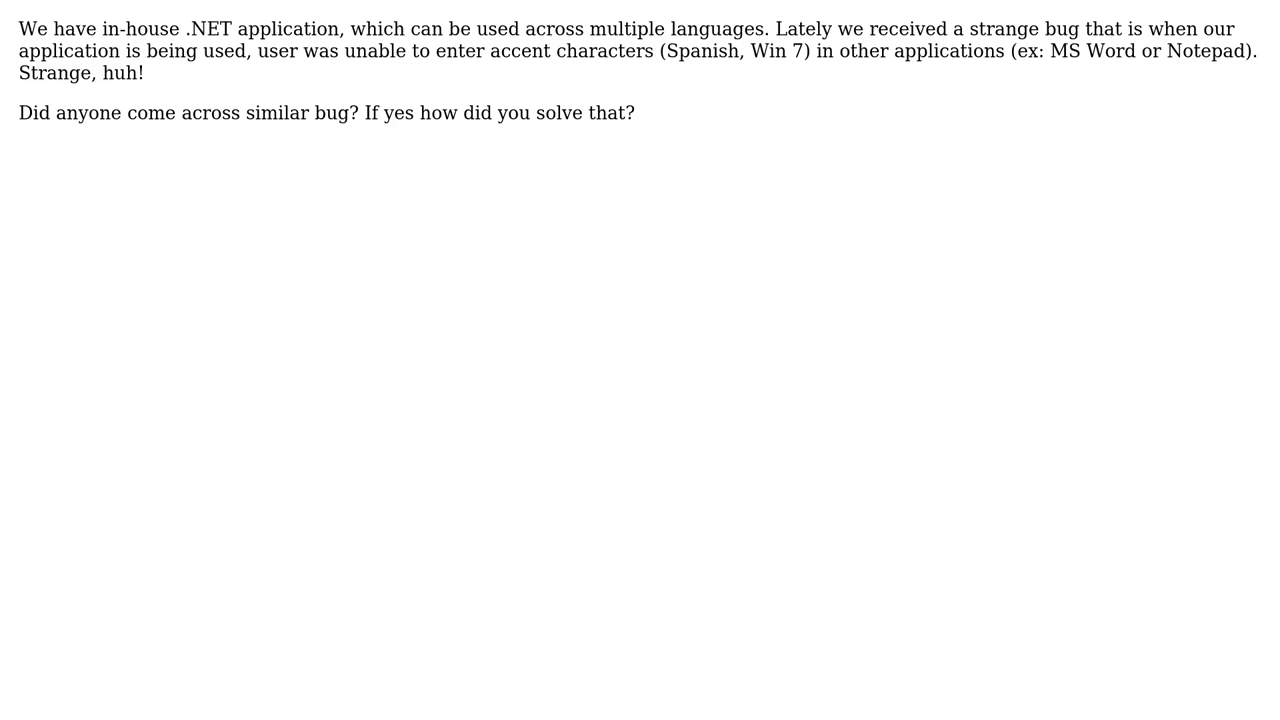 We have in-house .NET application, which can be used across multiple languages. Lately we received a strange bug that is when our
application is being used, user was unable to enter accent characters (Spanish, Win 7) in other applications (ex: MS Word or Notepad).
Strange, huh!
Did anyone come across similar bug? If yes how did you solve that?